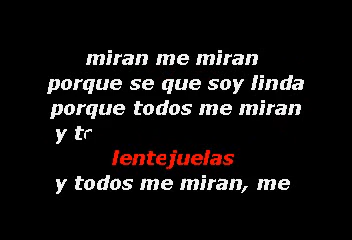 miran me miran
porque se que soy linda
porque todos me miran
y
lentejuelas
y todos me miran, me